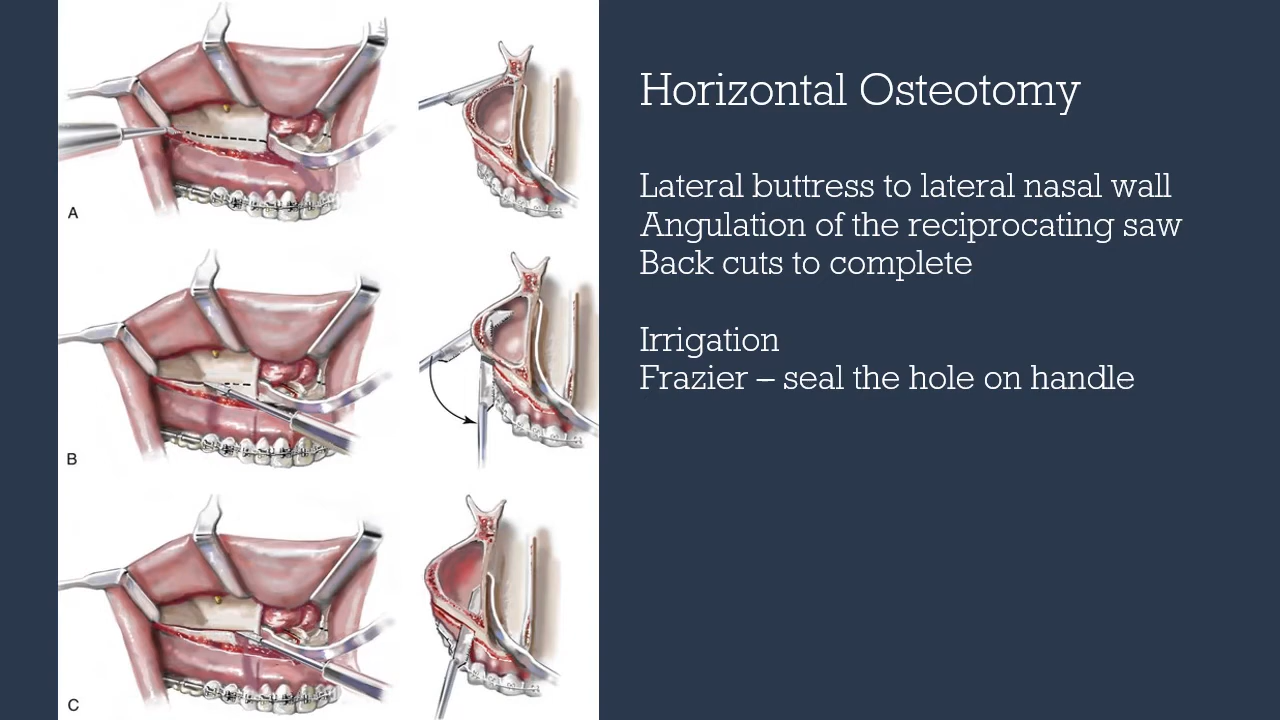 A
B
C
Horizontal Osteotomy
Lateral buttress to lateral nasal wall
Angulation of the reciprocating saw
Back cuts to complete
Irrigation
Frazier – seal the hole on handle